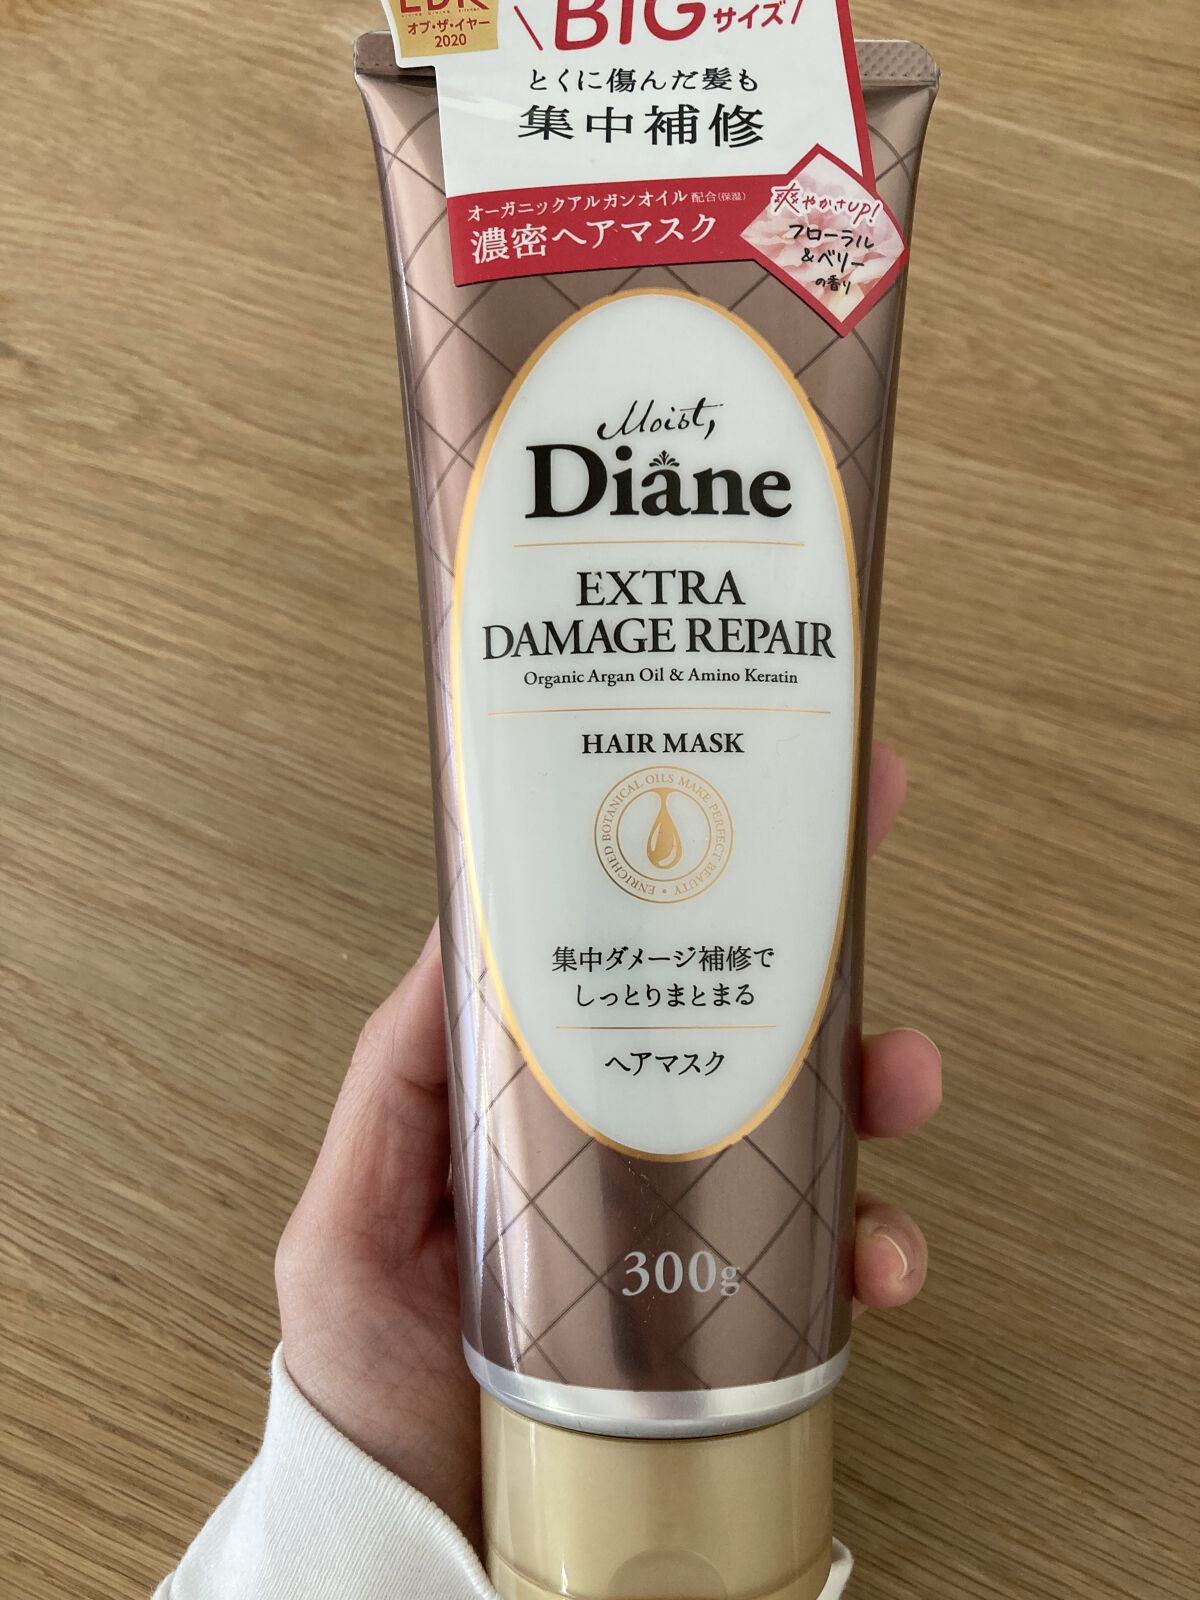 LDK
オブ・ザ・イヤー
2020
BIGサイズ
とくに傷んだ髪も
集中補修
オーガニックアルガンオイル 配合(保湿)
濃密ヘアマスク
爽やかさUP!
フローラル
&ベリー
の香り
Moist,
Diane
EXTRA
DAMAGE REPAIR
Organic Argan Oil & Amino Keratin
HAIR MASK
ENRICHED BOTANICAL OILS MAKE PERFECT BEAUTY •
集中ダメージ補修で
しっとりまとまる
ヘアマスク
300g